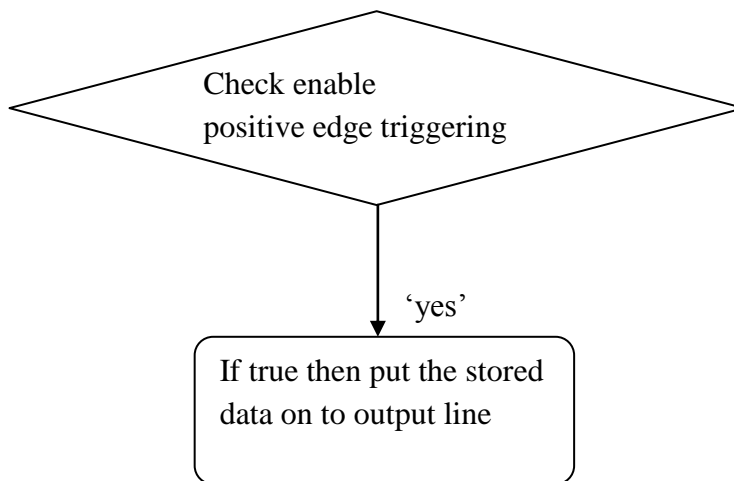 Check enable
positive edge triggering
‘yes’
If true then put the stored
data on to output line